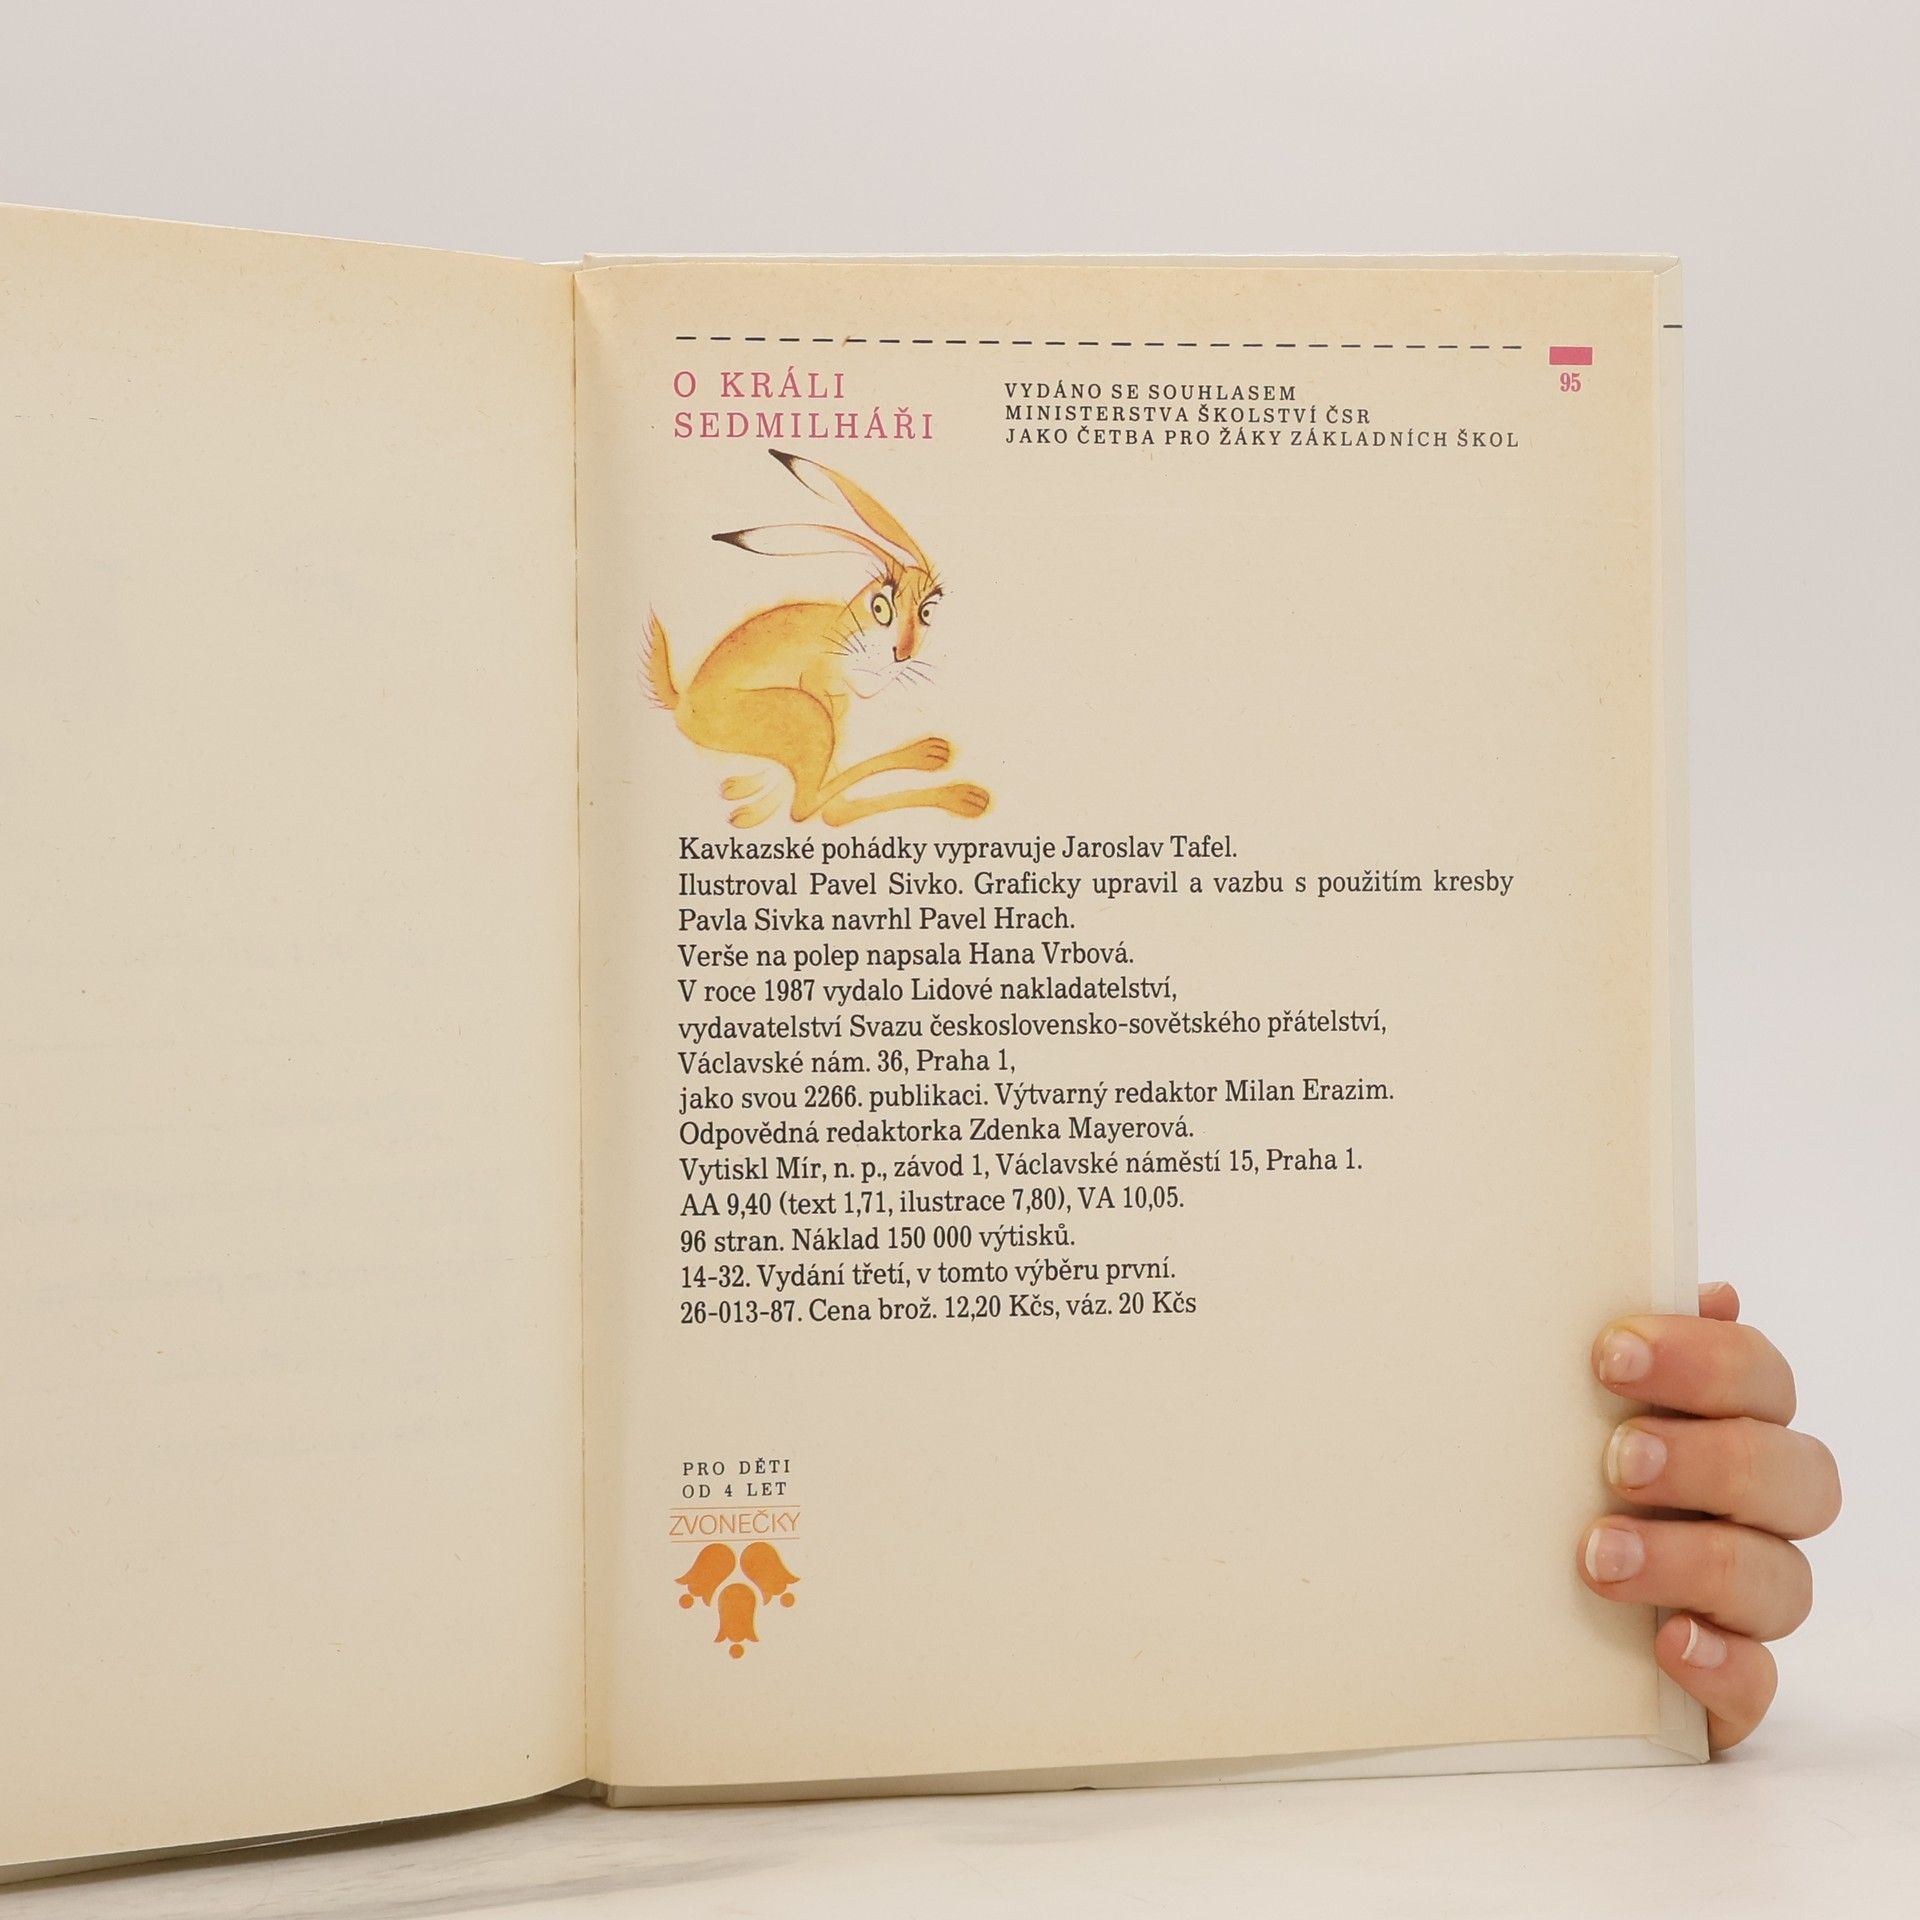 O KRÁLI
SEDMILHÁŘI
VYDÁNO SE SOUHLASEM
MINISTERSTVA ŠKOLSTVÍ ČSR
JAKO ČETBA PRO ŽÁKY ZÁKLADNÍCH ŠKOL
95
Kavkazské pohádky vypravuje Jaroslav Tafel.
Ilustroval Pavel Sivko. Graficky upravil a vazbu s použitím kresby
Pavla Sivka navrhl Pavel Hrach.
Verše na polep napsala Hana Vrbová.
V roce 1987 vydalo Lidové nakladatelství,
vydavatelství Svazu československo-sovětského přátelství,
Václavské nám. 36, Praha 1,
jako svou 2266. publikaci. Výtvarný redaktor Milan Erazim.
Odpovědná redaktorka Zdenka Mayerová.
Vytiskl Mír, n. p., závod 1, Václavské náměstí 15, Praha 1.
AA 9,40 (text 1,71, ilustrace 7,80), VA 10,05.
96 stran. Náklad 150 000 výtisků.
14-32. Vydání třetí, v tomto výběru první.
26-013-87. Cena brož. 12,20 Kčs, váz. 20 Kčs
PRO DĚTI
OD 4 LET
ZVONEČKY